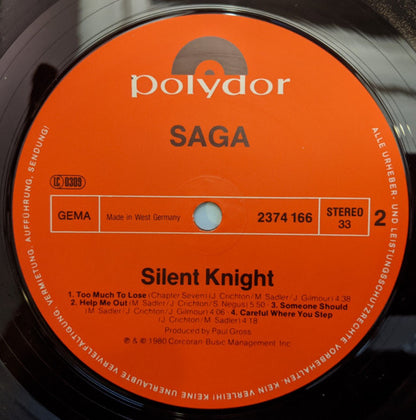 polydor
SAGA
LC 0309
GEMA
Made in West Germany
2374 166
STEREO
33
2
Silent Knight
1. Too Much To Lose (Chapter Seven) (M. Sadler/J. Crichton/M. Sadler/J. Gilmour) 4:38
2. Help Me Out (M. Sadler/J. Crichton/S. Negus) 5:50 3. Someone Should
(M. Sadler/J. Crichton/M. Sadler/J. Gilmour) 4:06 4. Careful Where You Step
(J. Crichton/M. Sadler) 4:18
Produced by Paul Gross
℗ & © 1980 Corcoran Business Management Inc.
ALLE URHEBER- UND LEISTUNGSSCHUTZRECHTE VORBEHALTEN. KEIN VERLEIH! KEINE UNERLAUBTE VERVIELFÄLTIGUNG, VERMIETUNG, AUFFÜHRUNG, SENDUNG!